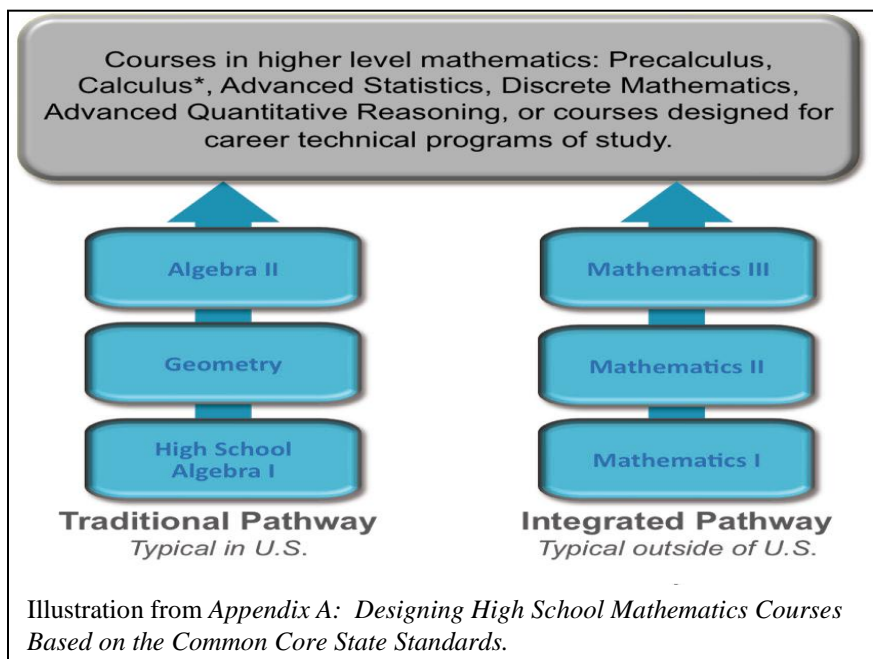 Courses in higher level mathematics: Precalculus,
Calculus*, Advanced Statistics, Discrete Mathematics,
Advanced Quantitative Reasoning, or courses designed for
career technical programs of study.
Algebra II
Geometry
High School
Algebra I
Traditional Pathway
Typical in U.S.
Mathematics III
Mathematics II
Mathematics I
Integrated Pathway
Typical outside of U.S.
Illustration from Appendix A: Designing High School Mathematics Courses
Based on the Common Core State Standards.